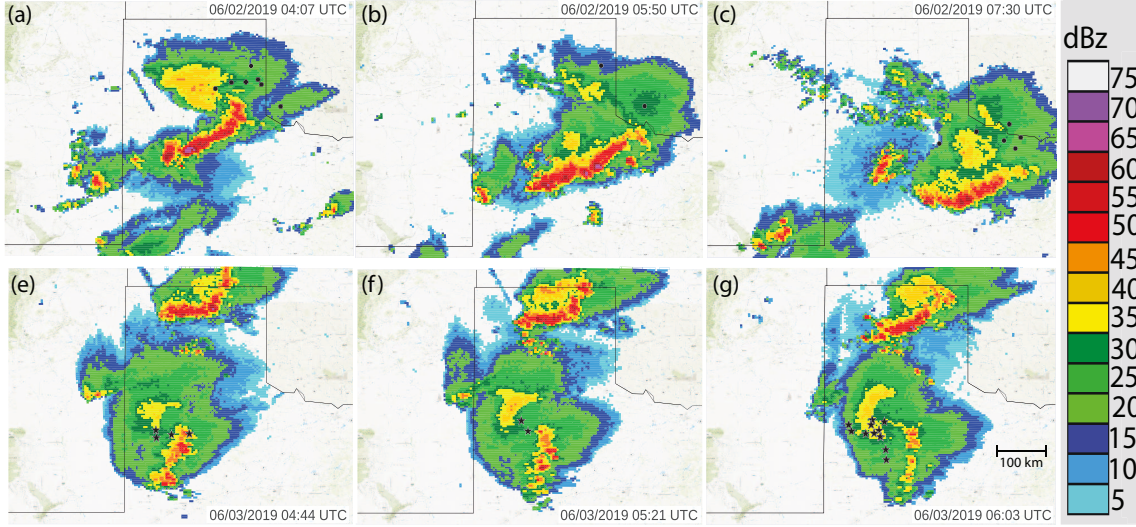 (a)
06/02/2019 04:07 UTC
(b)
06/02/2019 05:50 UTC
(c)
06/02/2019 07:30 UTC
dBz
75
70
65
60
55
50
45
40
35
30
25
20
15
10
5
(e)
06/03/2019 04:44 UTC
(f)
06/03/2019 05:21 UTC
(g)
100 km
06/03/2019 06:03 UTC